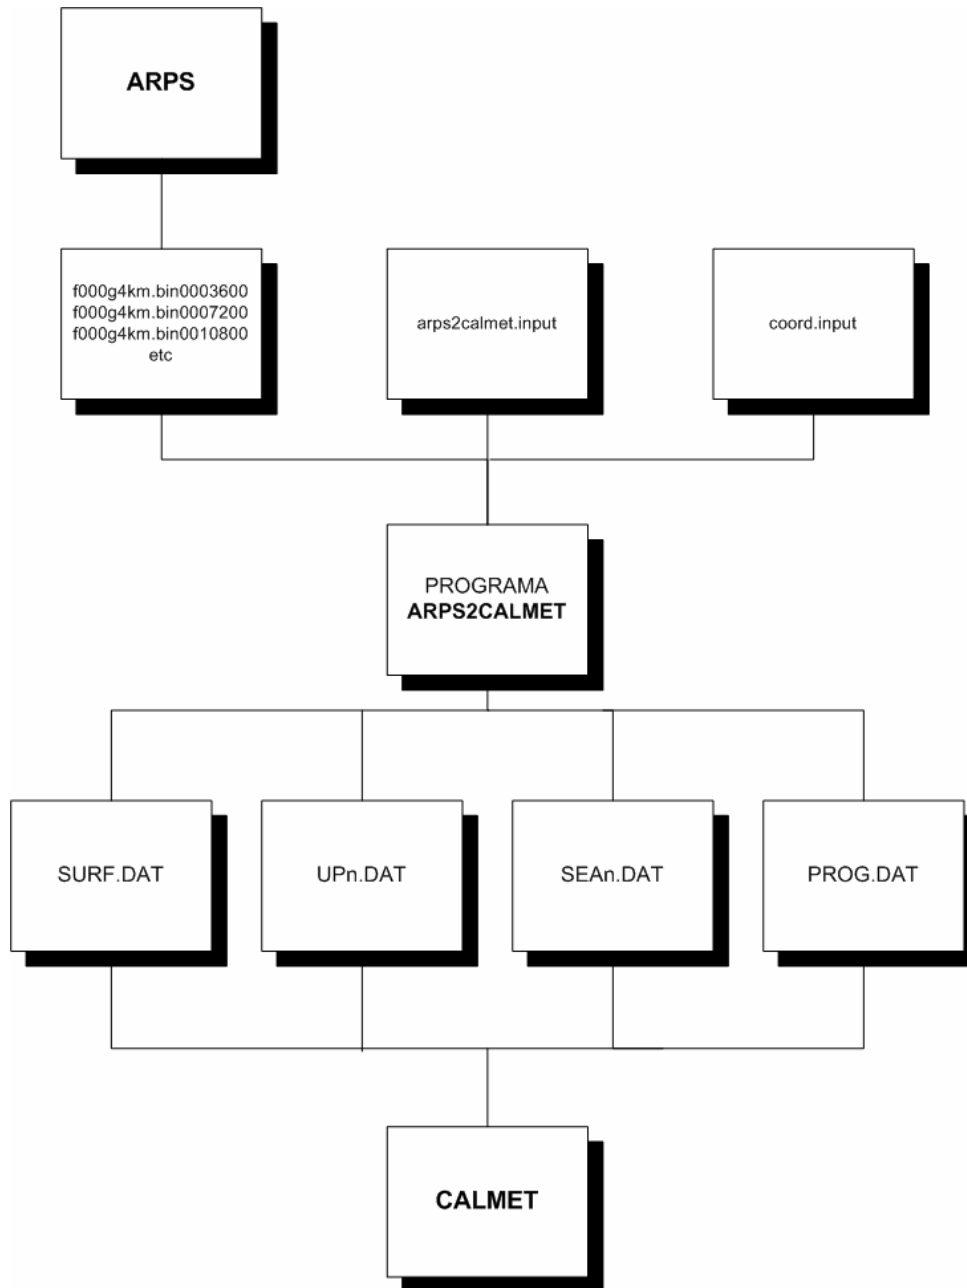 ARPS
f000g4km.bin0003600
f000g4km.bin0007200
f000g4km.bin0010800
etc
arps2calmet.input
coord.input
PROGRAMA
ARPS2CALMET
SURF.DAT
UPn.DAT
SEAn.DAT
PROG.DAT
CALMET